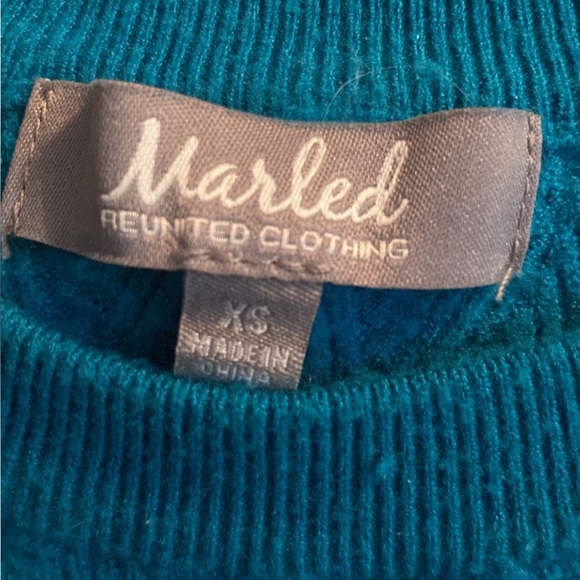 Marled
REUNITED CLOTHING
XS
MADE IN
CHINA